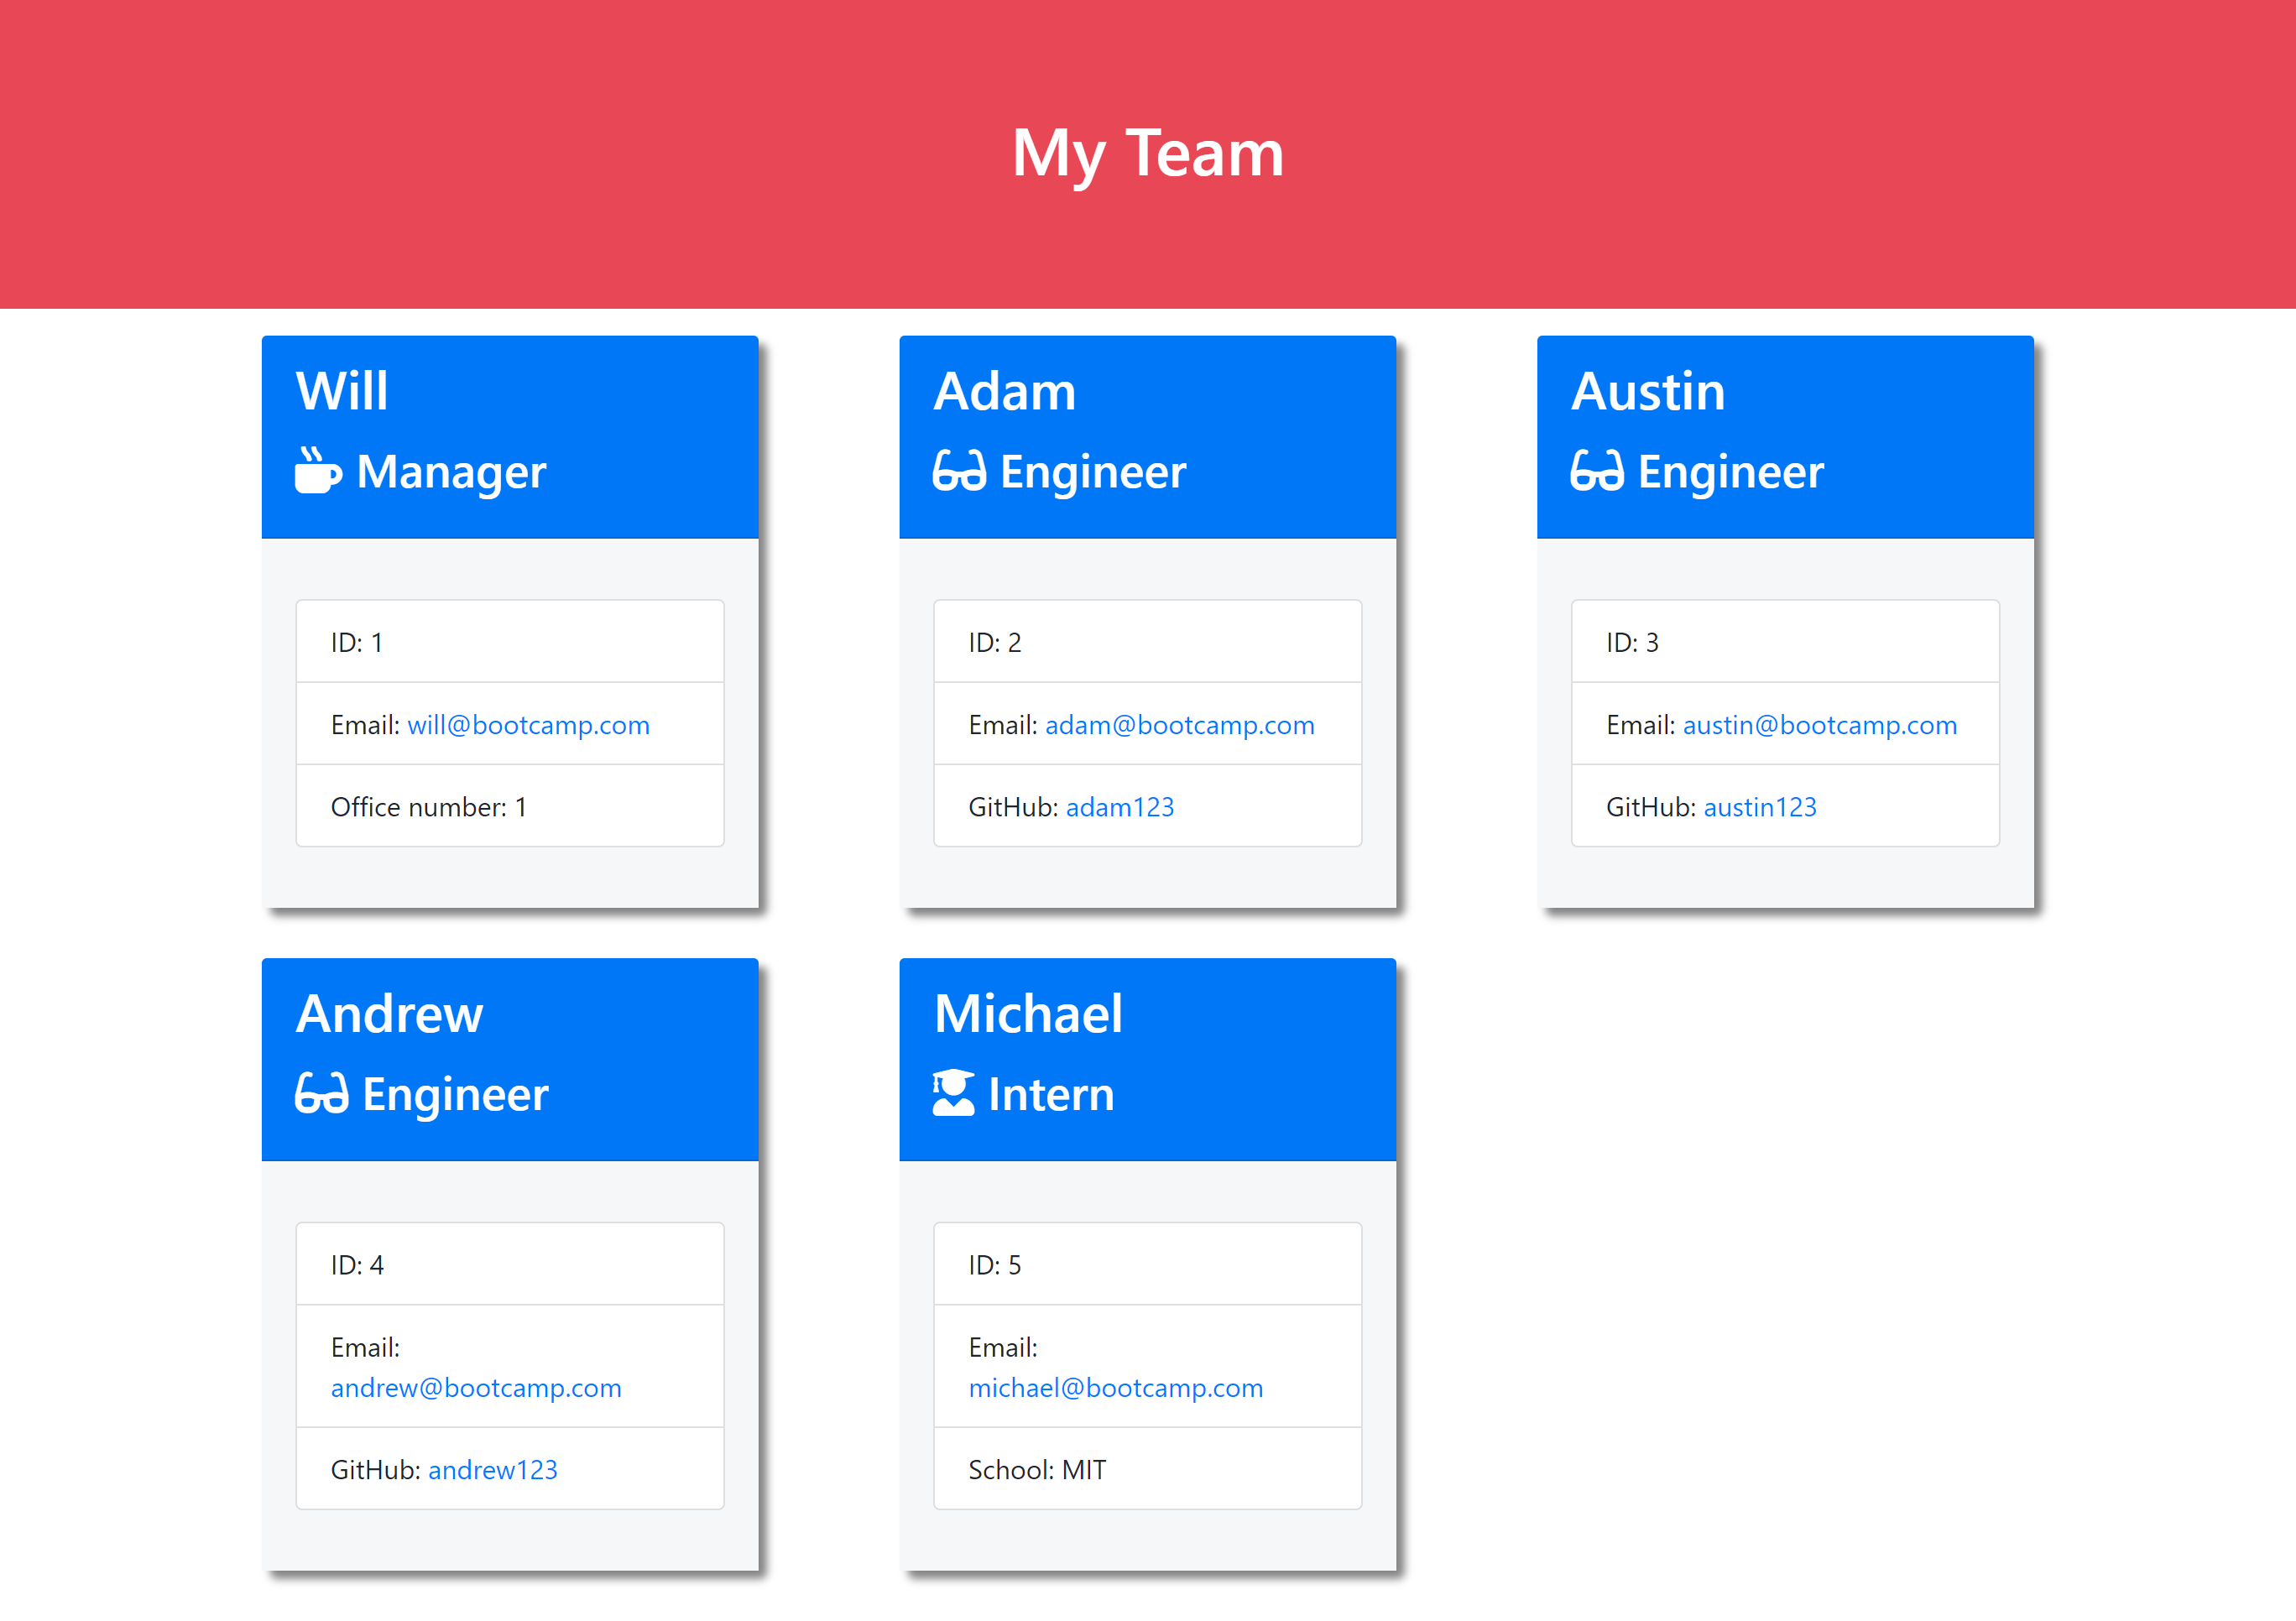 My Team
Will
Manager
ID: 1
Email: will@bootcamp.com
Office number: 1
Adam
Engineer
ID: 2
Email: adam@bootcamp.com
GitHub: adam123
Austin
Engineer
ID: 3
Email: austin@bootcamp.com
GitHub: austin123
Andrew
Engineer
ID: 4
Email:
andrew@bootcamp.com
GitHub: andrew123
Michael
Intern
ID: 5
Email:
michael@bootcamp.com
School: MIT